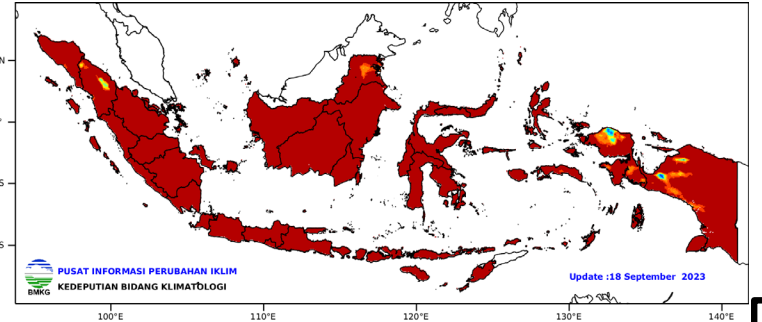 N
S
S
PUSAT INFORMASI PERUBAHAN IKLIM
KEDEPUTIAN BIDANG KLIMATOLOGI
BMKG
Update :18 September 2023
100°E 110°E 120°E 130°E 140°E